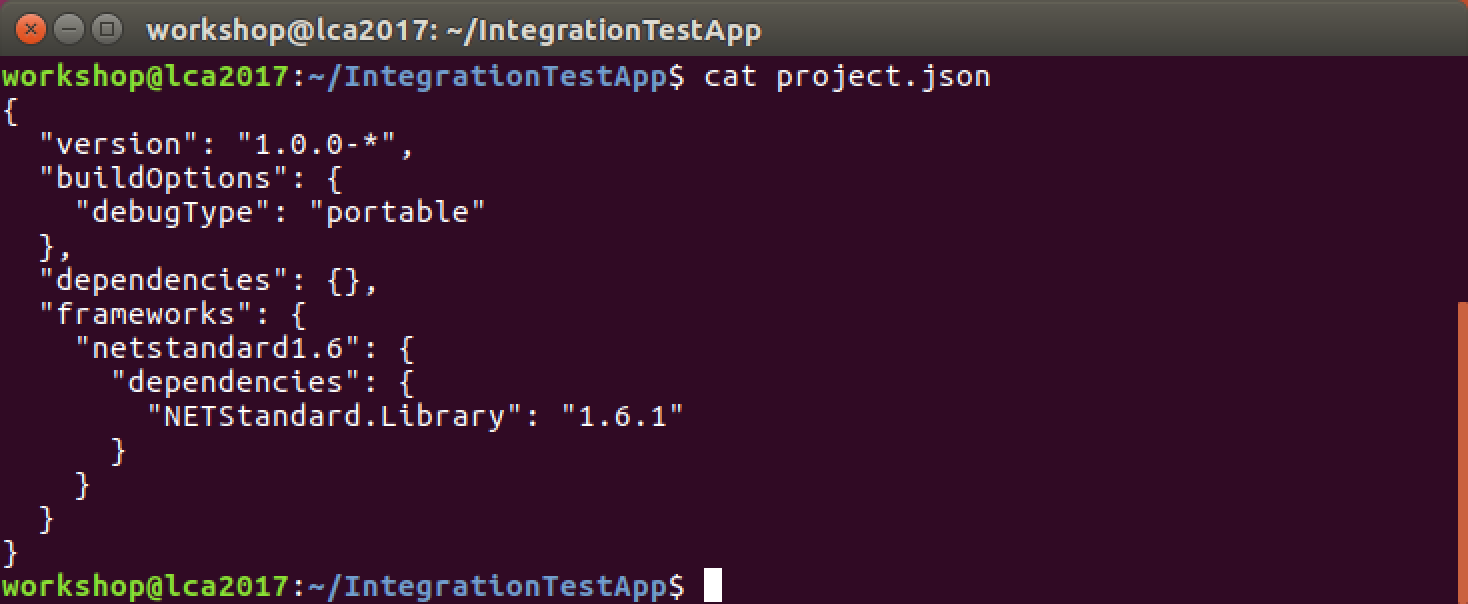 workshop@lca2017: ~/IntegrationTestApp
workshop@lca2017:~/IntegrationTestApp$ cat project.json
{
  "version": "1.0.0-*",
  "buildOptions": {
    "debugType": "portable"
  },
  "dependencies": {},
  "frameworks": {
    "netstandard1.6": {
      "dependencies": {
        "NETStandard.Library": "1.6.1"
      }
    }
  }
}
workshop@lca2017:~/IntegrationTestApp$